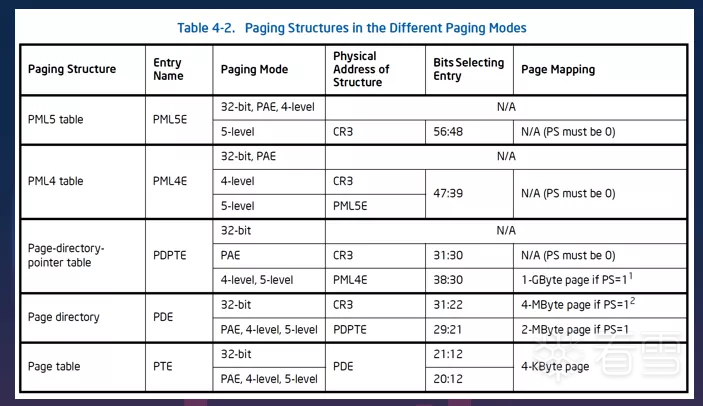 Table 4-2. Paging Structures in the Different Paging Modes
Paging Structure Entry Name Paging Mode Physical Address of Structure Bits Selecting Entry Page Mapping
PML5 table PML5E 32-bit, PAE, 4-level N/A
5-level CR3 56:48 N/A (PS must be 0)
PML4 table PML4E 32-bit, PAE N/A
4-level CR3 47:39 N/A (PS must be 0)
5-level PML5E
Page-directory-pointer table PDPTE 32-bit N/A
PAE CR3 31:30 N/A (PS must be 0)
4-level, 5-level PML4E 38:30 1-GByte page if PS=1¹
Page directory PDE 32-bit CR3 31:22 4-MByte page if PS=1²
PAE, 4-level, 5-level PDPTE 29:21 2-MByte page if PS=1
Page table PTE 32-bit PDE 21:12 4-KByte page
PAE, 4-level, 5-level 20:12
看雪